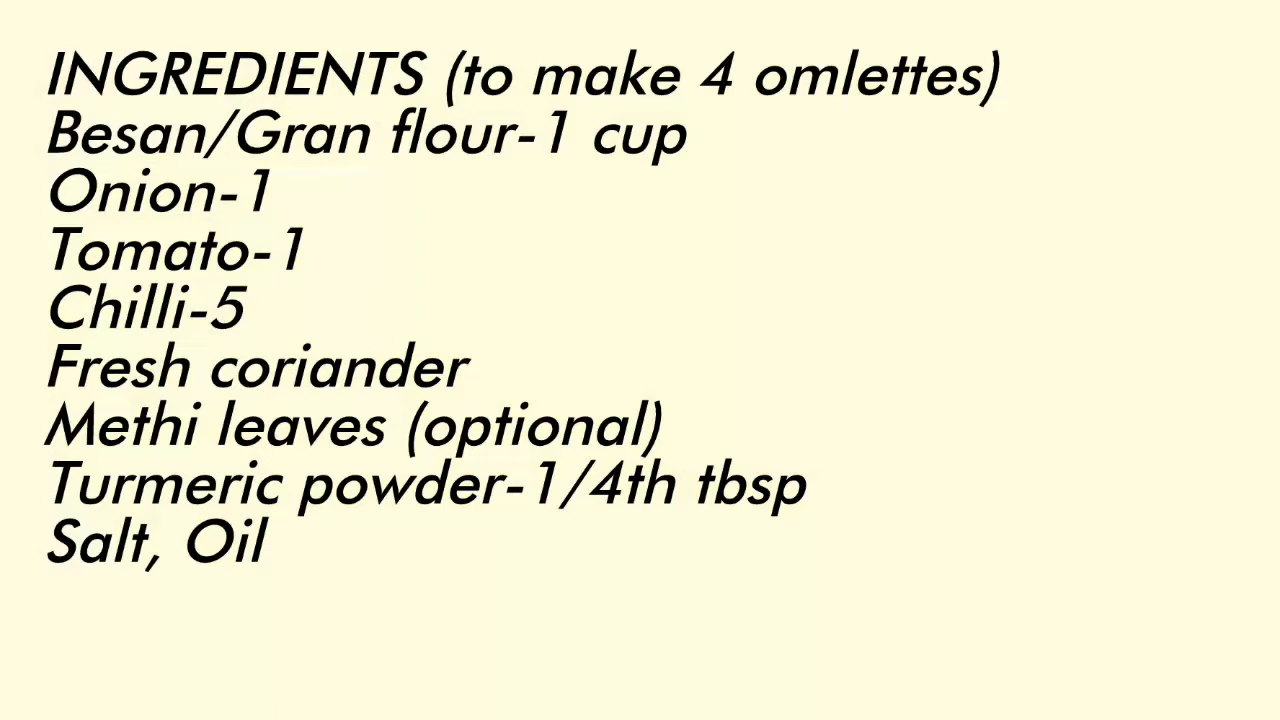 INGREDIENTS (to make 4 omlettes)
Besan/Gran flour-1 cup
Onion-1
Tomato-1
Chilli-5
Fresh coriander
Methi leaves (optional)
Turmeric powder-1/4th tbsp
Salt, Oil